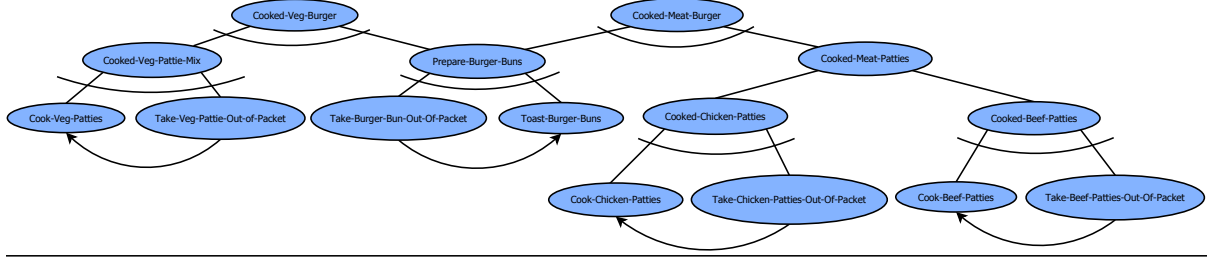 Cooked-Veg-Burger
Cooked-Meat-Burger
Cooked-Veg-Pattie-Mix
Prepare-Burger-Buns
Cooked-Meat-Patties
Cook-Veg-Patties
Take-Veg-Pattie-Out-of-Packet
Take-Burger-Bun-Out-Of-Packet
Toast-Burger-Buns
Cooked-Chicken-Patties
Cooked-Beef-Patties
Cook-Chicken-Patties
Take-Chicken-Patties-Out-Of-Packet
Cook-Beef-Patties
Take-Beef-Patties-Out-Of-Packet